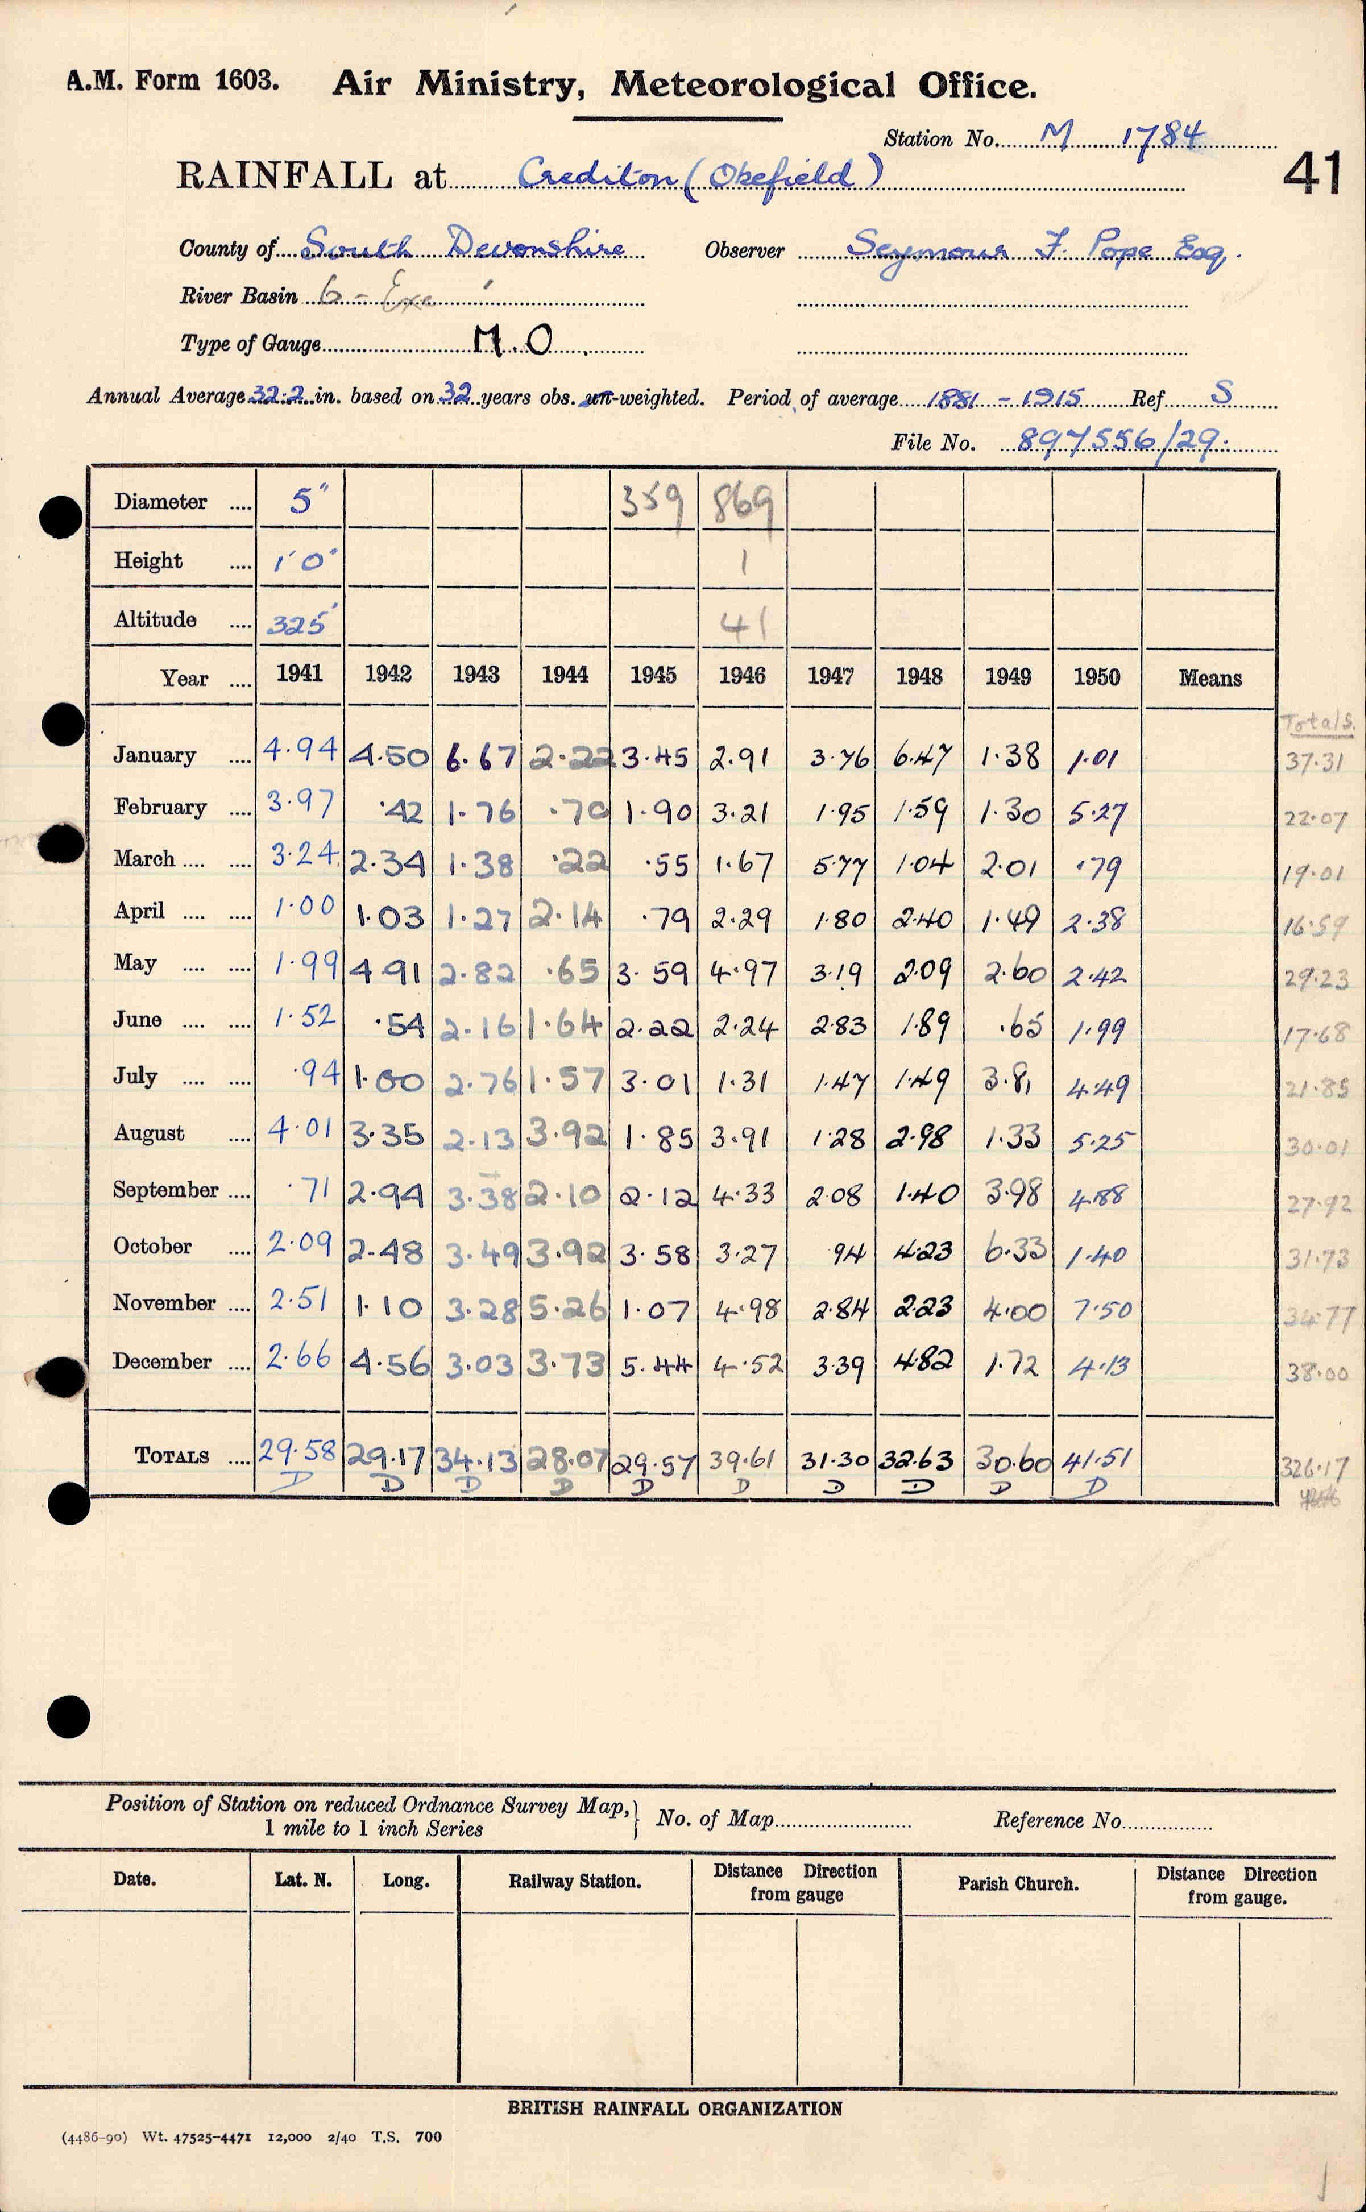 A.M. Form 1603. Air Ministry, Meteorological Office.
Station No. M 1784
RAINFALL at Crediton (Okefield) 41
County of South Devonshire Observer Seymour F. Pope Esq.
River Basin 6 - Exe
Type of Gauge M.O
Annual Average 32.2 in. based on 32 years obs. un-weighted. Period of average 1881 - 1915 Ref S
File No. 897556/29
Diameter .... 5" 359 869
Height .... 1'0" 1
Altitude .... 325' 41
Year .... 1941 1942 1943 1944 1945 1946 1947 1948 1949 1950 Means
Totals.
January .... 4.94 4.50 6.67 2.22 3.45 2.91 3.76 6.47 1.38 1.01 37.31
February .... 3.97 .42 1.76 .70 1.90 3.21 1.95 1.59 1.30 5.27 22.07
March .... .... 3.24 2.34 1.38 .22 .55 1.67 5.77 1.04 2.01 .79 19.01
April .... .... 1.00 1.03 1.27 2.14 .79 2.29 1.80 2.40 1.49 2.38 16.59
May .... .... 1.99 4.91 2.82 .65 3.59 4.97 3.19 2.09 2.60 2.42 29.23
June .... .... 1.52 .54 2.16 1.64 2.22 2.24 2.83 1.89 .65 1.99 17.68
July .... .... .94 1.00 2.76 1.57 3.01 1.31 1.47 1.49 3.81 4.49 21.85
August .... 4.01 3.35 2.13 3.92 1.85 3.91 1.28 2.98 1.33 5.25 30.01
September .... .71 2.94 3.38 2.10 2.12 4.33 2.08 1.40 3.98 4.88 27.92
October .... 2.09 2.48 3.49 3.92 3.58 3.27 .94 4.23 6.33 1.40 31.73
November .... 2.51 1.10 3.28 5.26 1.07 4.98 2.84 2.23 4.00 7.50 34.77
December .... 2.66 4.56 3.03 3.73 5.44 4.52 3.39 4.82 1.72 4.13 38.00
TOTALS .... 29.58 29.17 34.13 28.07 29.57 39.61 31.30 32.63 30.60 41.51 326.17
D D D D D D D D D D
Position of Station on reduced Ordnance Survey Map, 1 mile to 1 inch Series } No. of Map Reference No.
Date. Lat. N. Long. Railway Station. Distance Direction from gauge Parish Church. Distance Direction from gauge.
BRITISH RAINFALL ORGANIZATION
(4486-90) Wt. 47525-4471 12,000 2/40 T.S. 700